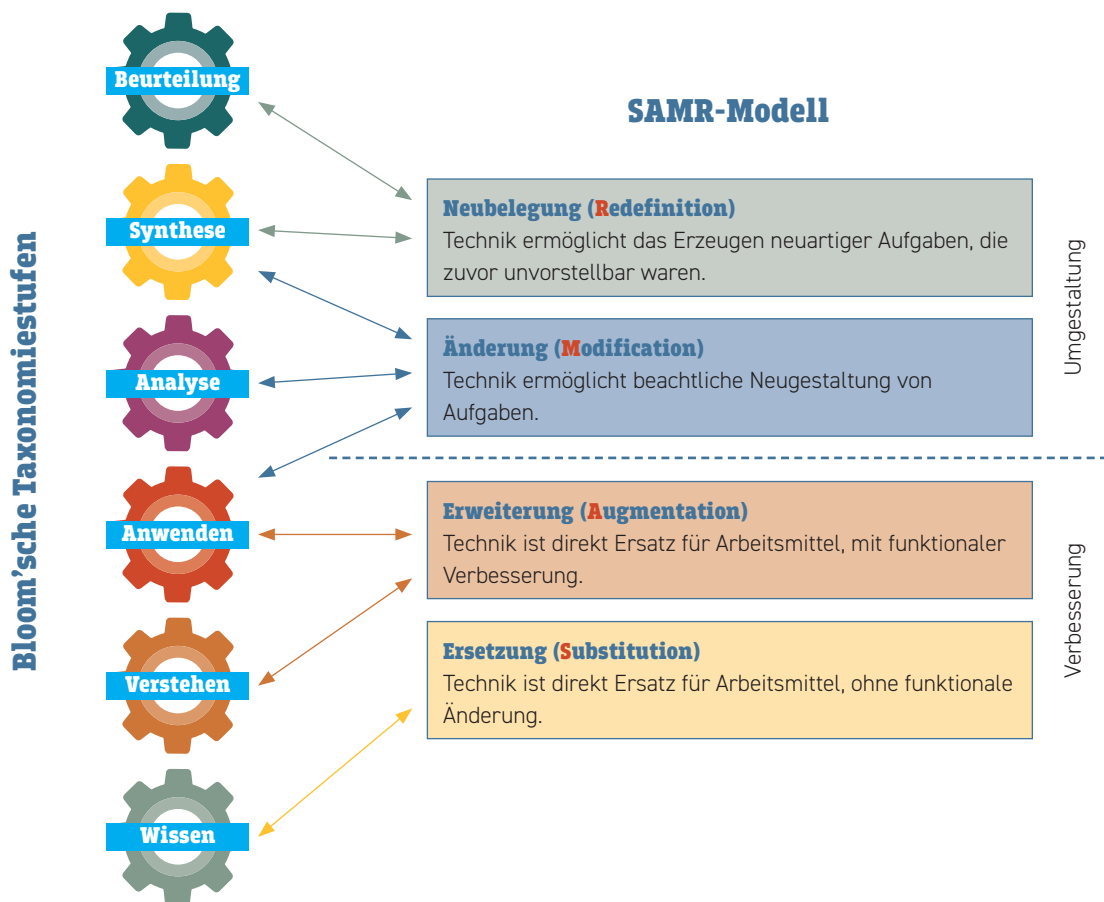 Bloom’sche Taxonomiestufen
Beurteilung
Synthese
Analyse
Anwenden
Verstehen
Wissen
SAMR-Modell
Neubelegung (Redefinition)
Technik ermöglicht das Erzeugen neuartiger Aufgaben, die
zuvor unvorstellbar waren.
Änderung (Modification)
Technik ermöglicht beachtliche Neugestaltung von
Aufgaben.
Umgestaltung
Erweiterung (Augmentation)
Technik ist direkt Ersatz für Arbeitsmittel, mit funktionaler
Verbesserung.
Ersetzung (Substitution)
Technik ist direkt Ersatz für Arbeitsmittel, ohne funktionale
Änderung.
Verbesserung